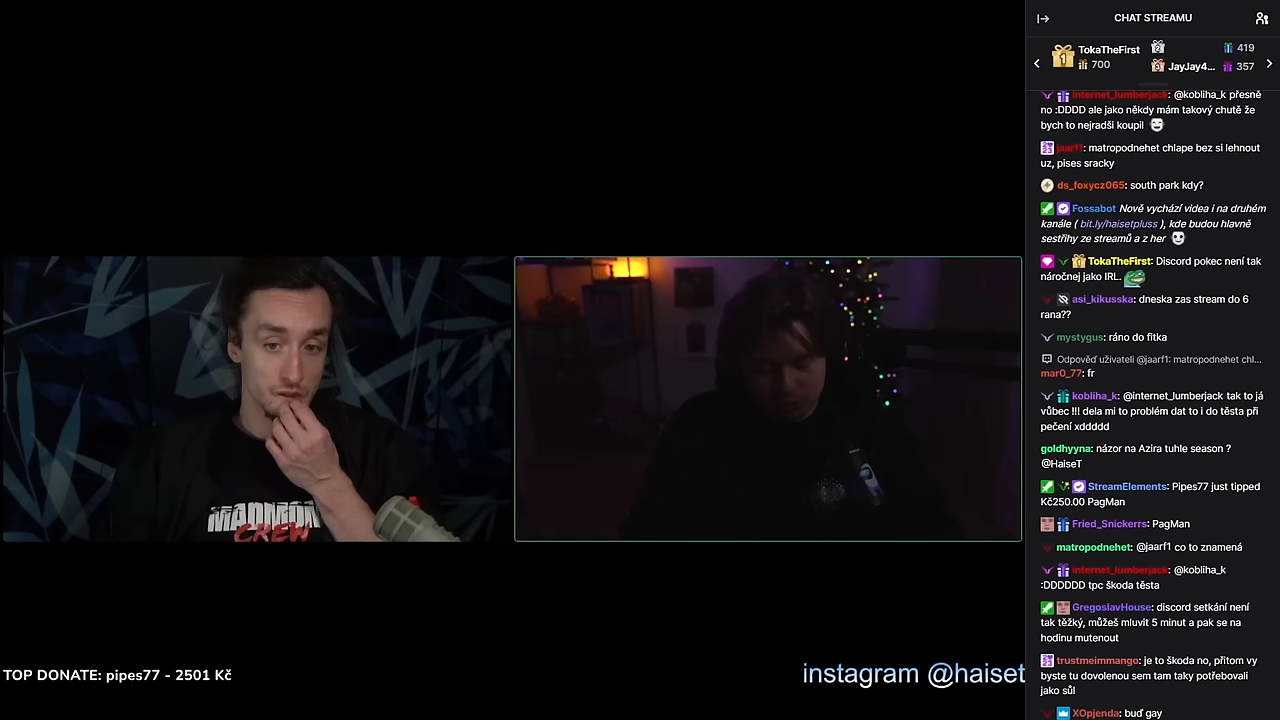 CHAT STREAMU
TokaTheFirst
700
419
JayJay4...
357
internet_lumberjack: @kobliha_k přesně
no :DDDD ale jako někdy mám takový chutě že
bych to nejradši koupil
jaarf1: matropodnehet chlape bez si lehnout
uz, pises sracky
ds_foxycz065: south park kdy?
Fossabot Nově vychází videa i na druhém
kanále ( bit.ly/haisetpluss ), kde budou hlavně
sestřihy ze streamů a z her
TokaTheFirst: Discord pokec není tak
náročnej jako IRL.
asi_kikusska: dneska zas stream do 6
rana??
mystygus: ráno do fitka
Odpověď uživateli @jaarf1: matropodnehet chl...
mar0_77: fr
kobliha_k: @internet_lumberjack tak to já
vůbec !!! dela mi to problém dat to i do těsta při
pečení xddddd
goldhyyna: názor na Azira tuhle season ?
@HaiseT
StreamElements: Pipes77 just tipped
Kč250.00 PagMan
Fried_Snickerrs: PagMan
matropodnehet: @jaarf1 co to znamená
internet_lumberjack: @kobliha_k
:DDDDDD tpc škoda těsta
GregoslavHouse: discord setkání není
tak těžký, můžeš mluvit 5 minut a pak se na
hodinu mutenout
trustmeimmango: je to škoda no, přitom vy
byste tu dovolenou sem tam taky potřebovali
jako sůl
XOpjenda: buď gay
MADMONQ
CREW
TOP DONATE: pipes77 - 2501 Kč
instagram @haiset